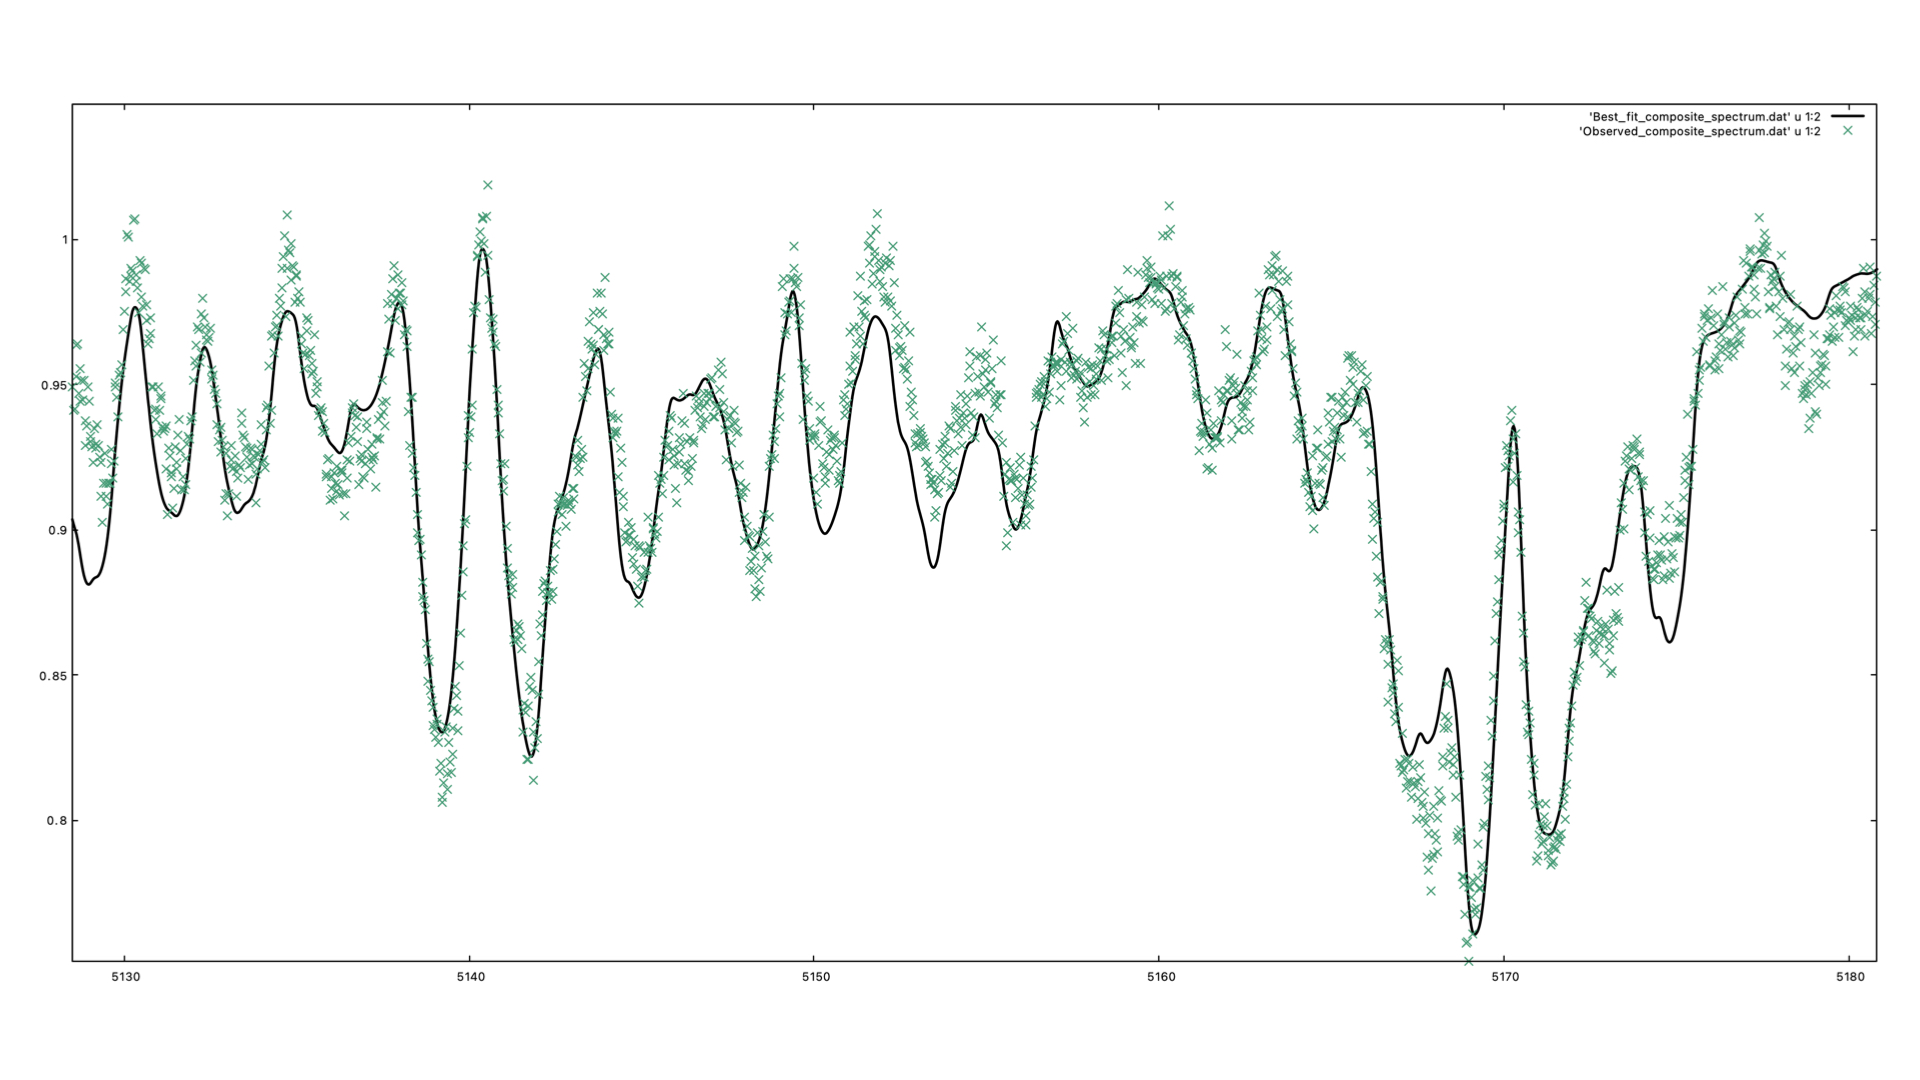 'Best_fit_composite_spectrum.dat' u 1:2
'Observed_composite_spectrum.dat' u 1:2
1
0.95
0.9
0.85
0.8
5130 5140 5150 5160 5170 5180